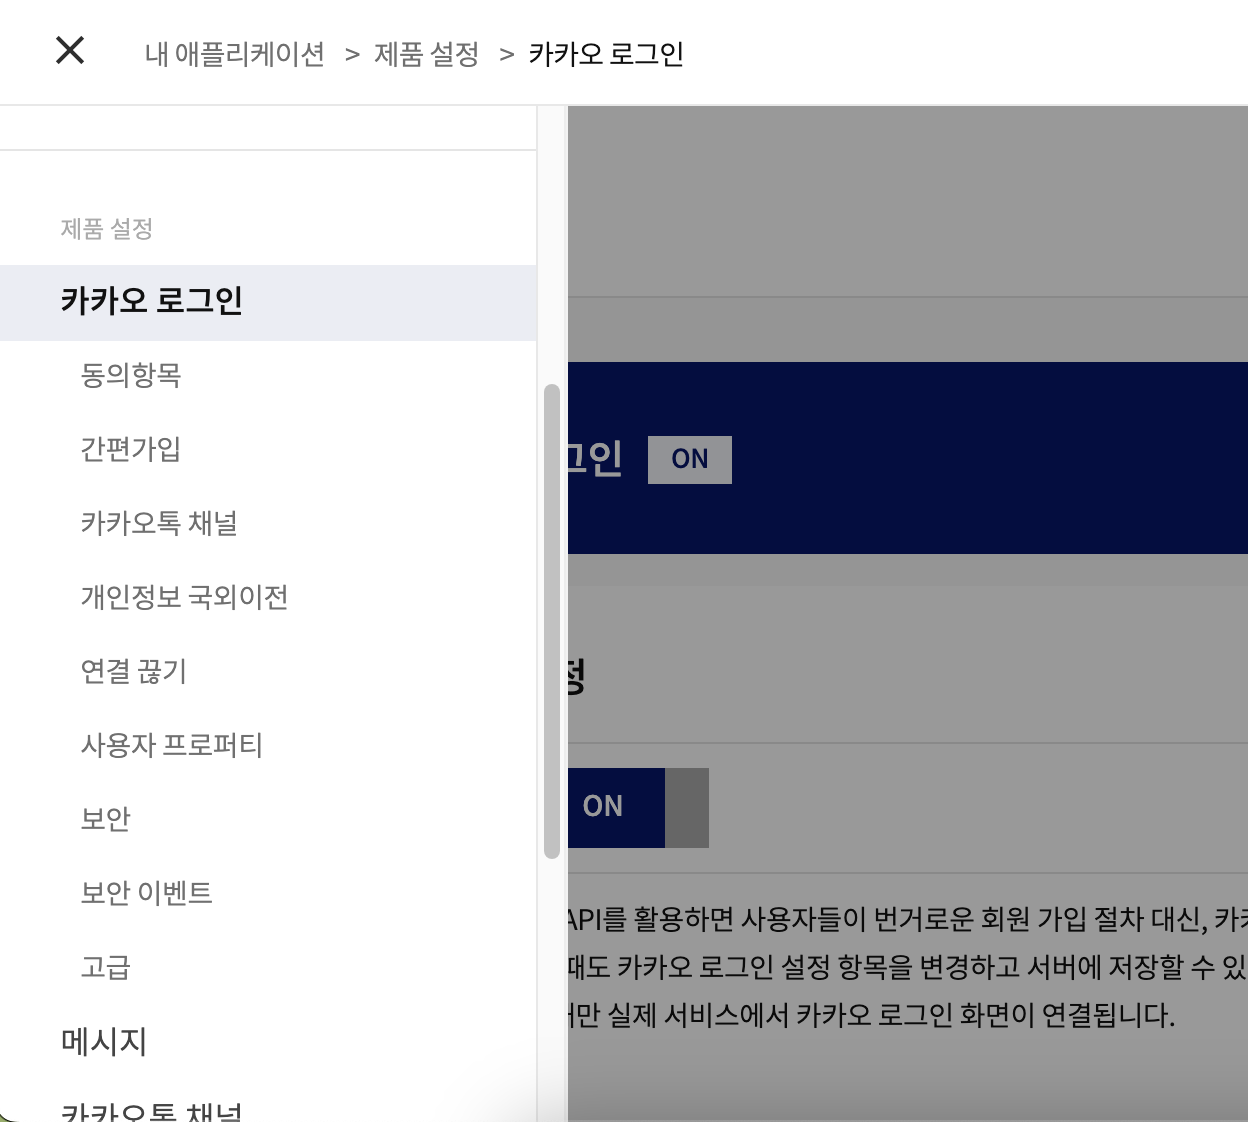 내 애플리케이션 > 제품 설정 > 카카오 로그인
제품 설정
카카오 로그인
동의항목
간편가입
카카오톡 채널
개인정보 국외이전
연결 끊기
사용자 프로퍼티
보안
보안 이벤트
고급
메시지
카카오톡 채널
그인 ON
정
ON
API를 활용하면 사용자들이 번거로운 회원 가입 절차 대신, 카
때도 카카오 로그인 설정 항목을 변경하고 서버에 저장할 수 있
만 실제 서비스에서 카카오 로그인 화면이 연결됩니다.